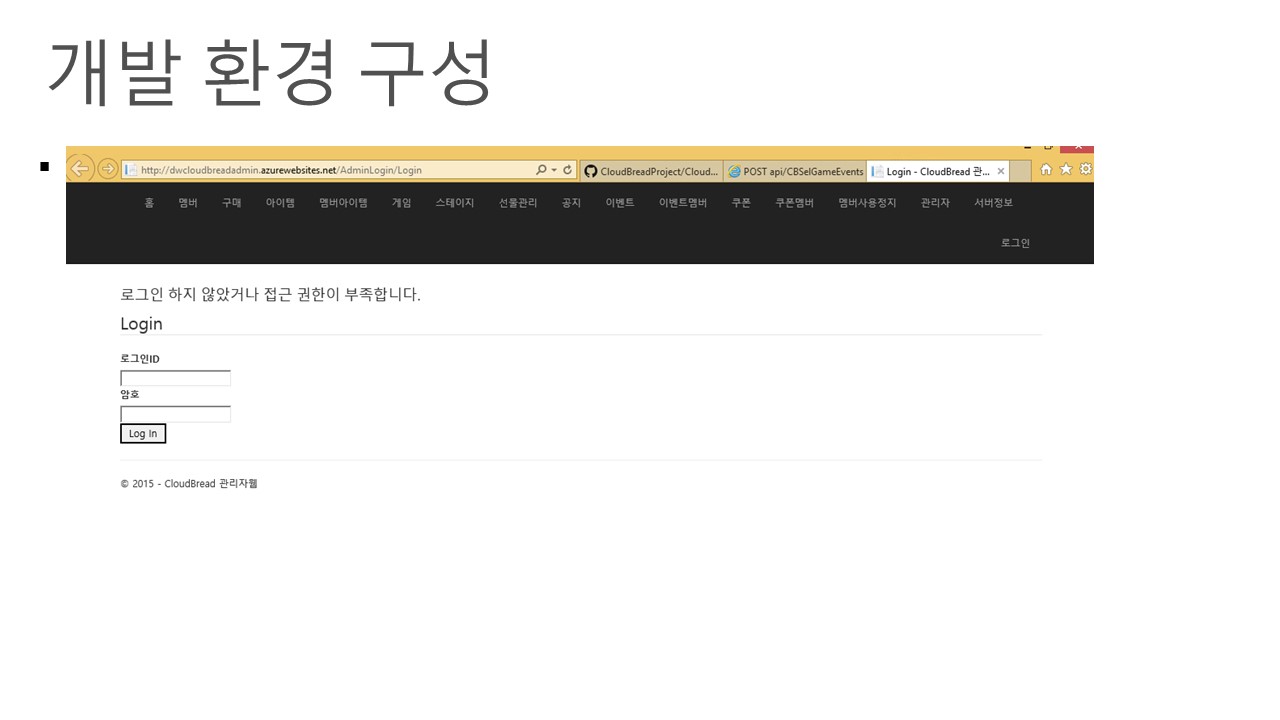 개발 환경 구성
http://dwcloudbreadadmin.azurewebsites.net/AdminLogin/Login
CloudBreadProject/Cloud...
POST api/CBSelGameEvents
Login - CloudBread 관...
홈 멤버 구매 아이템 멤버아이템 게임 스테이지 선물관리 공지 이벤트 이벤트멤버 쿠폰 쿠폰멤버 멤버사용정지 관리자 서버정보
로그인
로그인 하지 않았거나 접근 권한이 부족합니다.
Login
로그인ID
암호
Log In
© 2015 - CloudBread 관리자웹